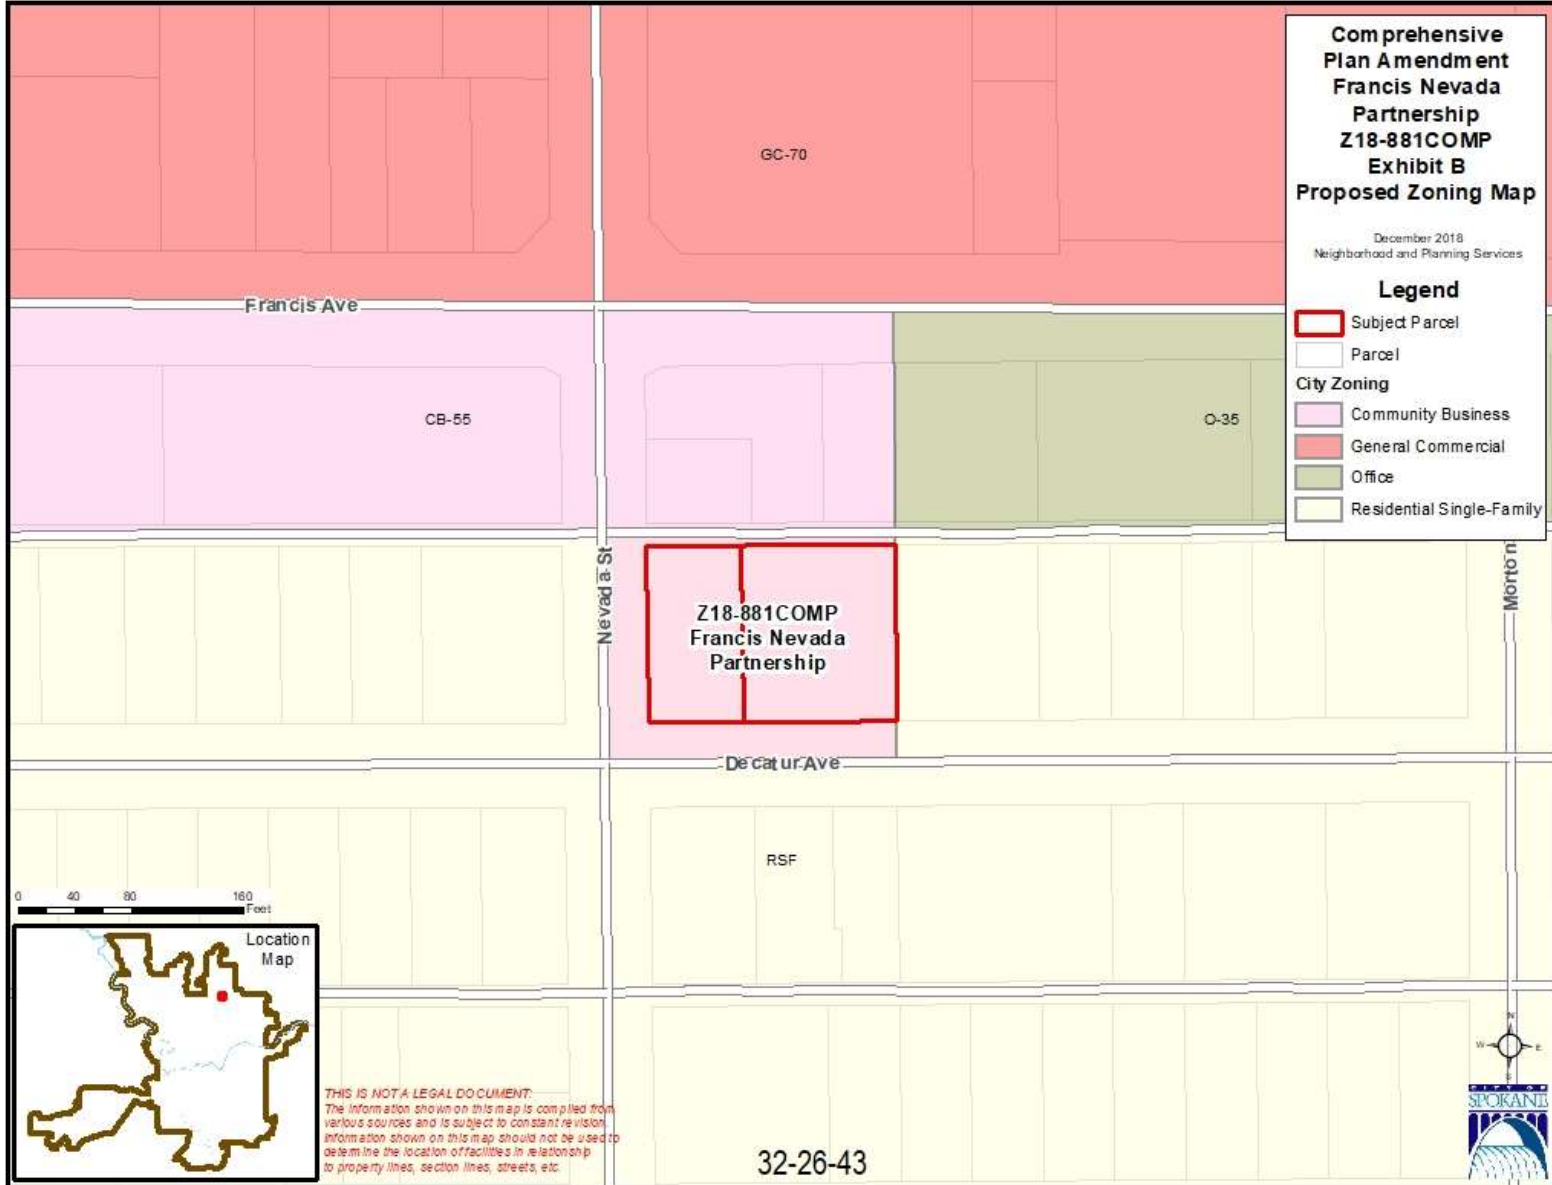 Comprehensive
Plan Amendment
Francis Nevada
Partnership
Z18-881COMP
Exhibit B
Proposed Zoning Map
December 2018
Neighborhood and Planning Services
Legend
Subject Parcel
Parcel
City Zoning
Community Business
General Commercial
Office
Residential Single-Family
GC-70
Francis Ave
CB-55
O-35
Nevada St
Morton
Z18-881COMP
Francis Nevada
Partnership
Decatur Ave
RSF
0 40 80 160
Feet
Location
Map
THIS IS NOT A LEGAL DOCUMENT:
The information shown on this map is compiled from
various sources and is subject to constant revision.
Information shown on this map should not be used to
determine the location of facilities in relationship
to property lines, section lines, streets, etc.
32-26-43
N
W E
S
CITY OF
SPOKANE